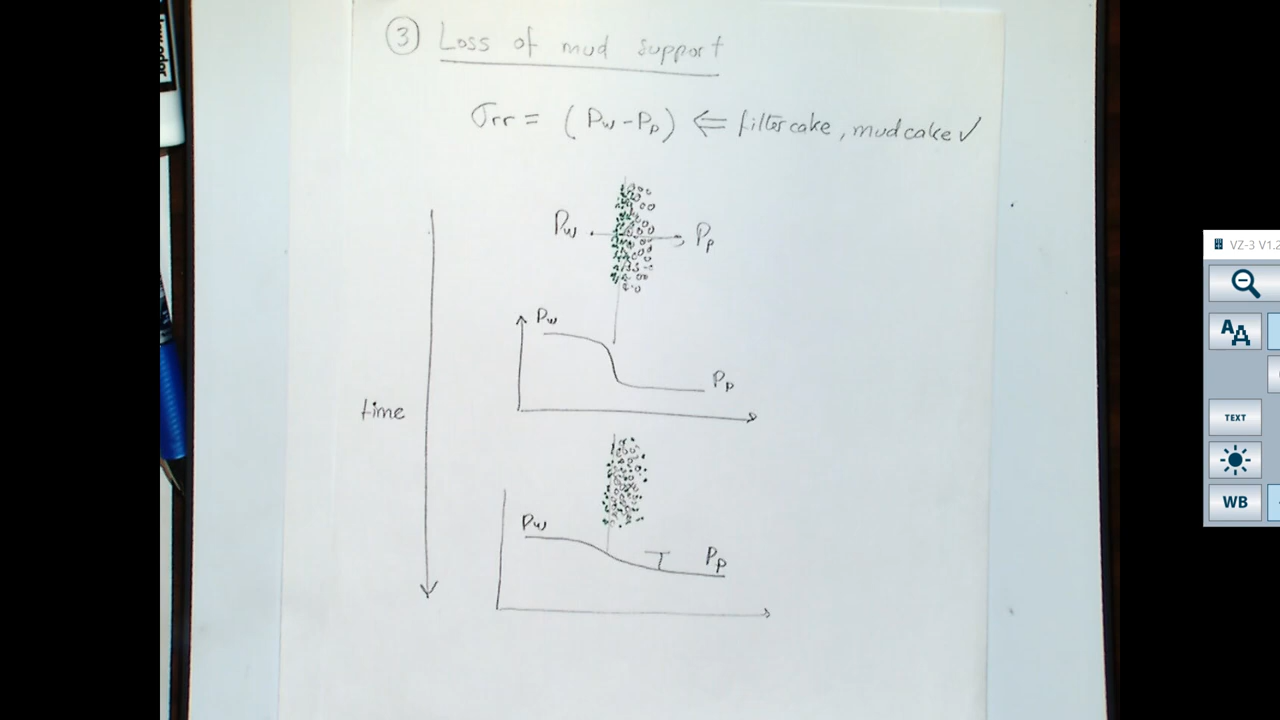 ③ Loss of mud support
σrr = (Pw - Pp) ⇐ filter cake, mud cake ✓
Pw
Pp
Pw
Pp
time
Pw
Pp
VZ-3 V1.2
AA
TEXT
WB